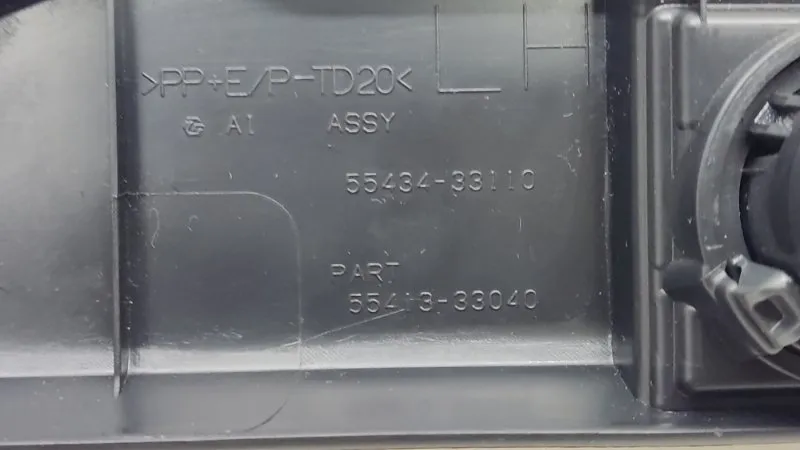 >PP+E/P-TD20< LH
A1 ASSY
55434-33110
PART
55413-33040